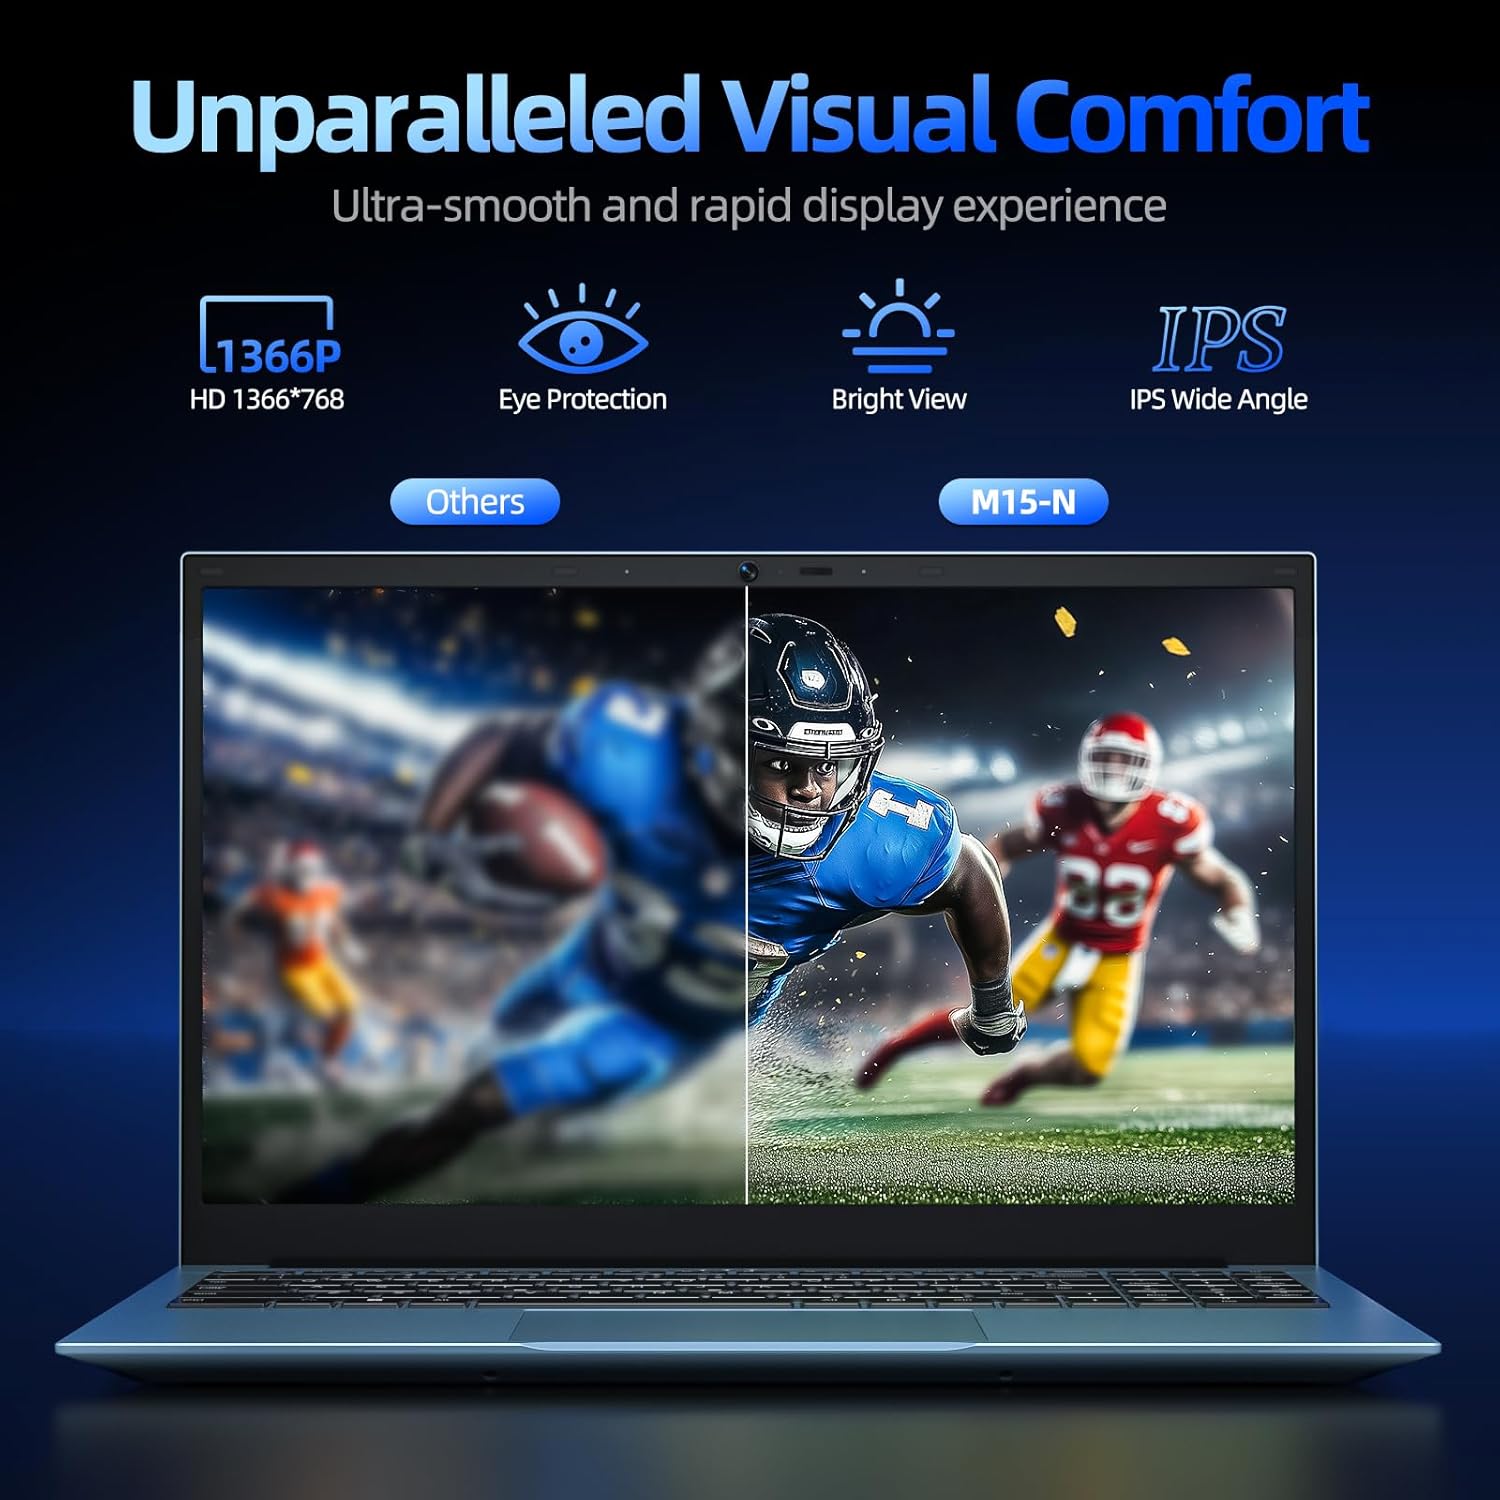 Unparalleled Visual Comfort
Ultra-smooth and rapid display experience
1366P
HD 1366*768
Eye Protection
Bright View
IPS
IPS Wide Angle
Others
M15-N
1